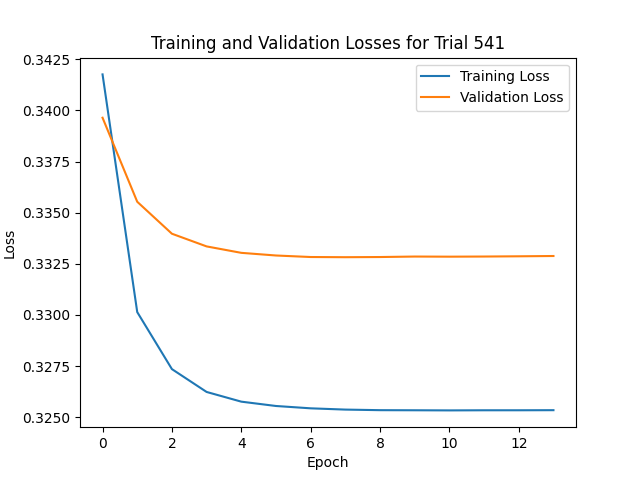 Training and Validation Losses for Trial 541
Training Loss
Validation Loss
0.3425
0.3400
0.3375
0.3350
0.3325
0.3300
0.3275
0.3250
Loss
0 2 4 6 8 10 12
Epoch